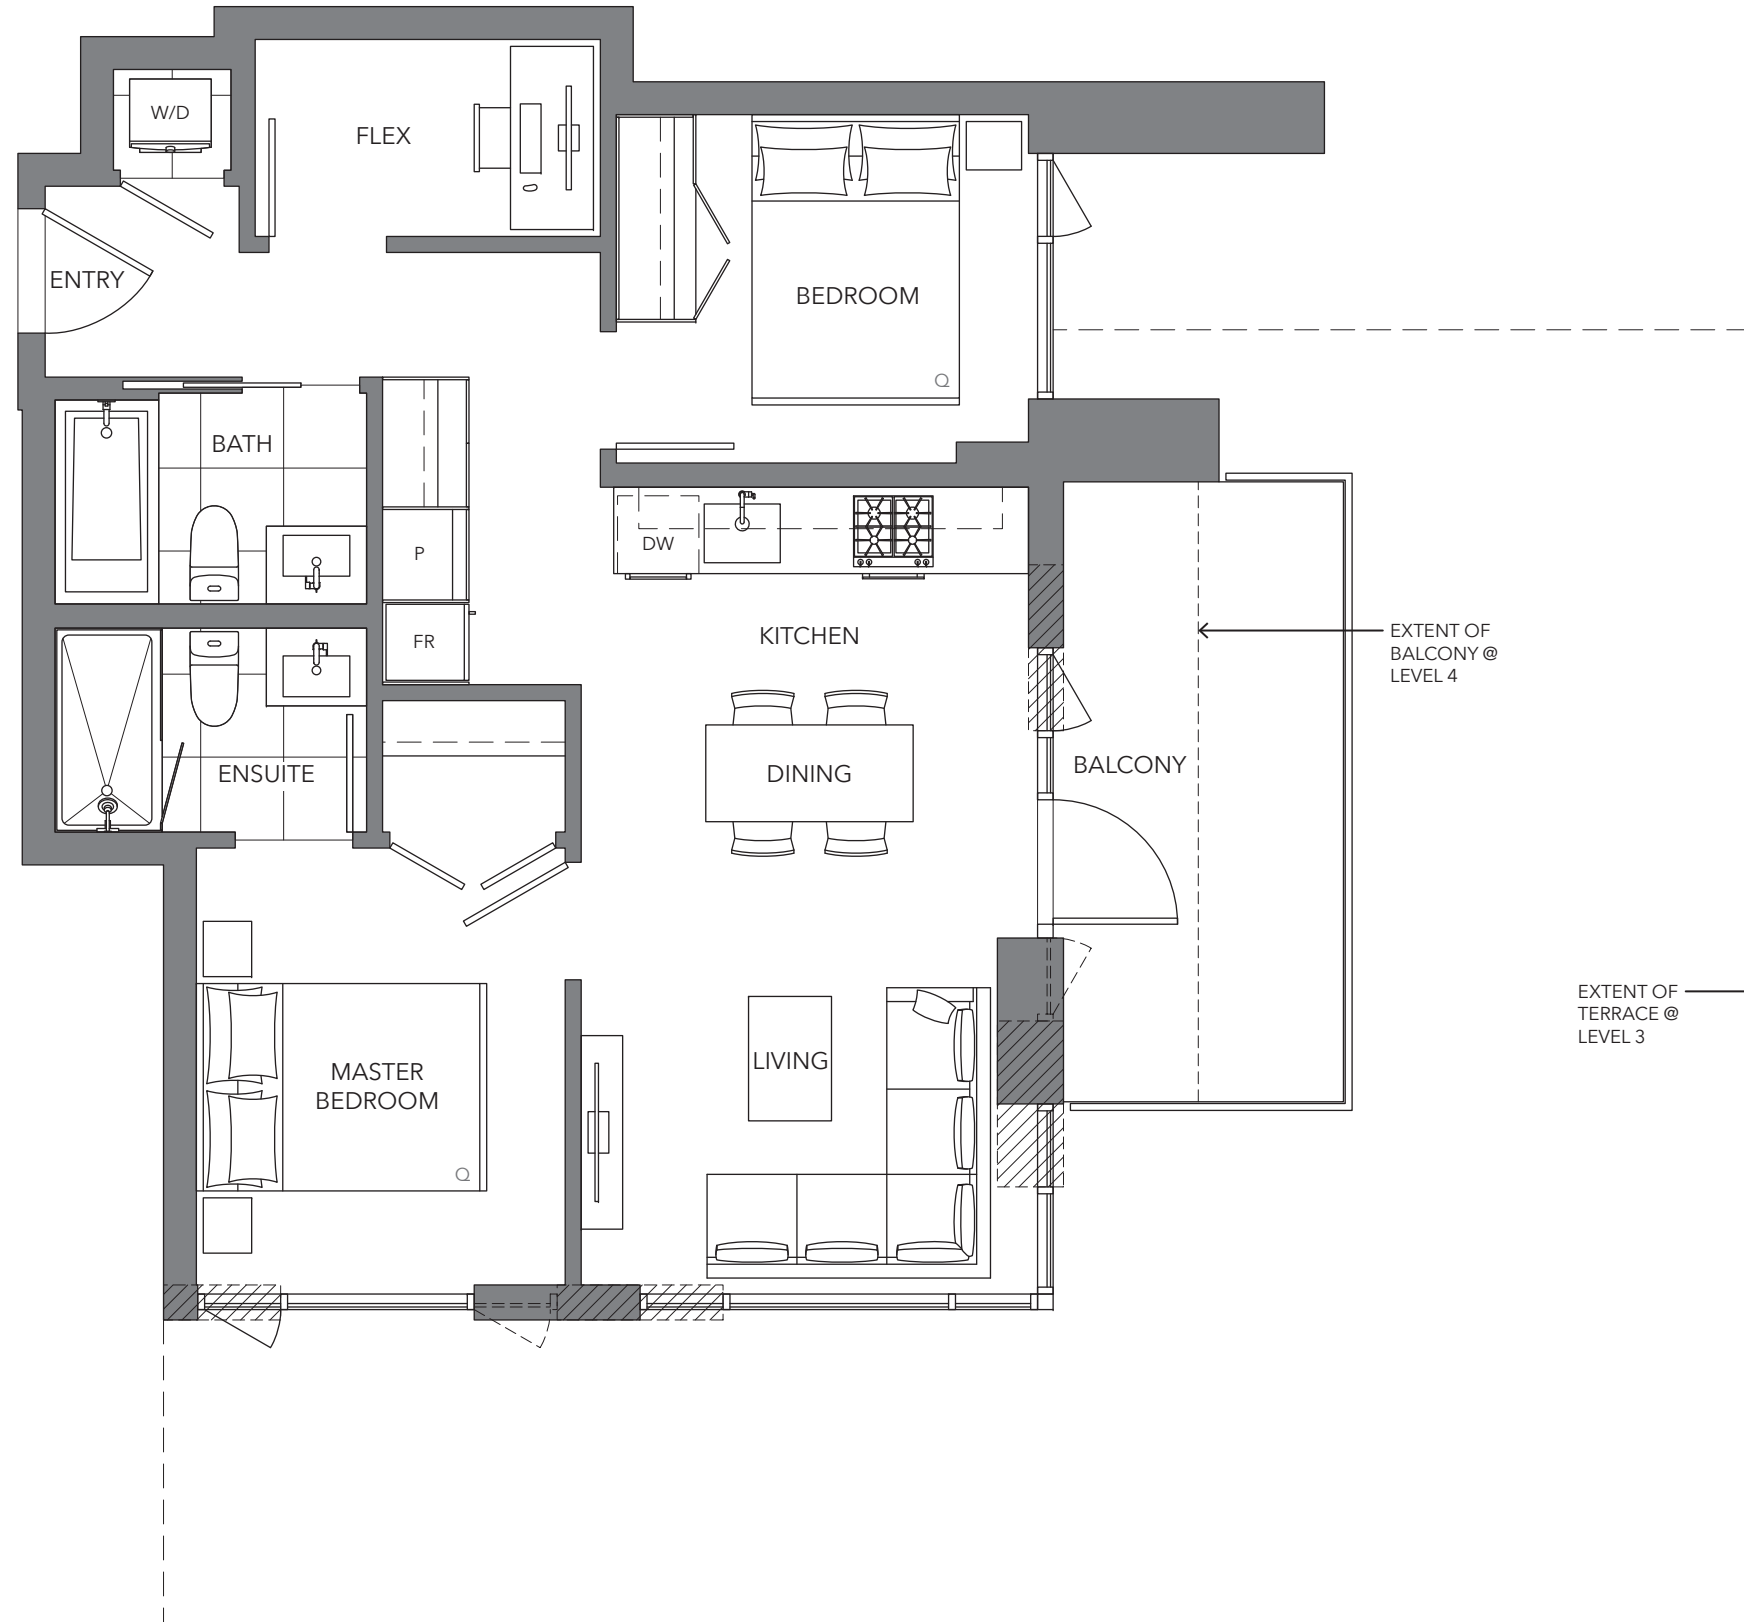 W/D
FLEX
ENTRY
BEDROOM
Q
BATH
P
DW
FR
KITCHEN
EXTENT OF
BALCONY @
LEVEL 4
ENSUITE
DINING
BALCONY
EXTENT OF
TERRACE @
LEVEL 3
LIVING
MASTER
BEDROOM
Q